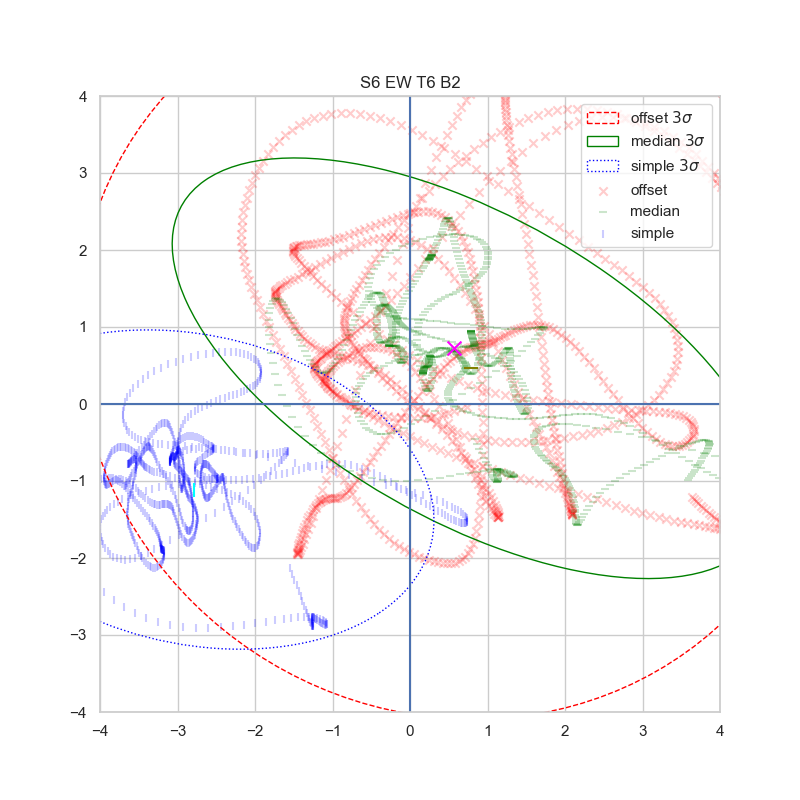 S6 EW T6 B2
offset 3σ
median 3σ
simple 3σ
offset
median
simple
4
3
2
1
0
−1
−2
−3
−4
−4 −3 −2 −1 0 1 2 3 4